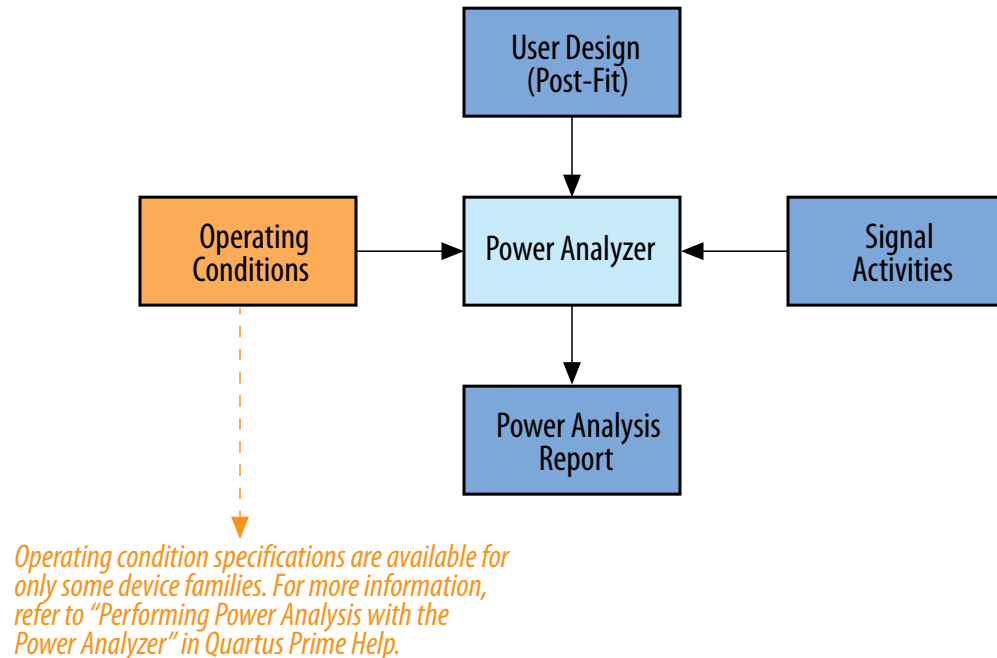 User Design
(Post-Fit)
Operating
Conditions
Power Analyzer
Signal
Activities
Power Analysis
Report
Operating condition specifications are available for
only some device families. For more information,
refer to “Performing Power Analysis with the
Power Analyzer” in Quartus Prime Help.